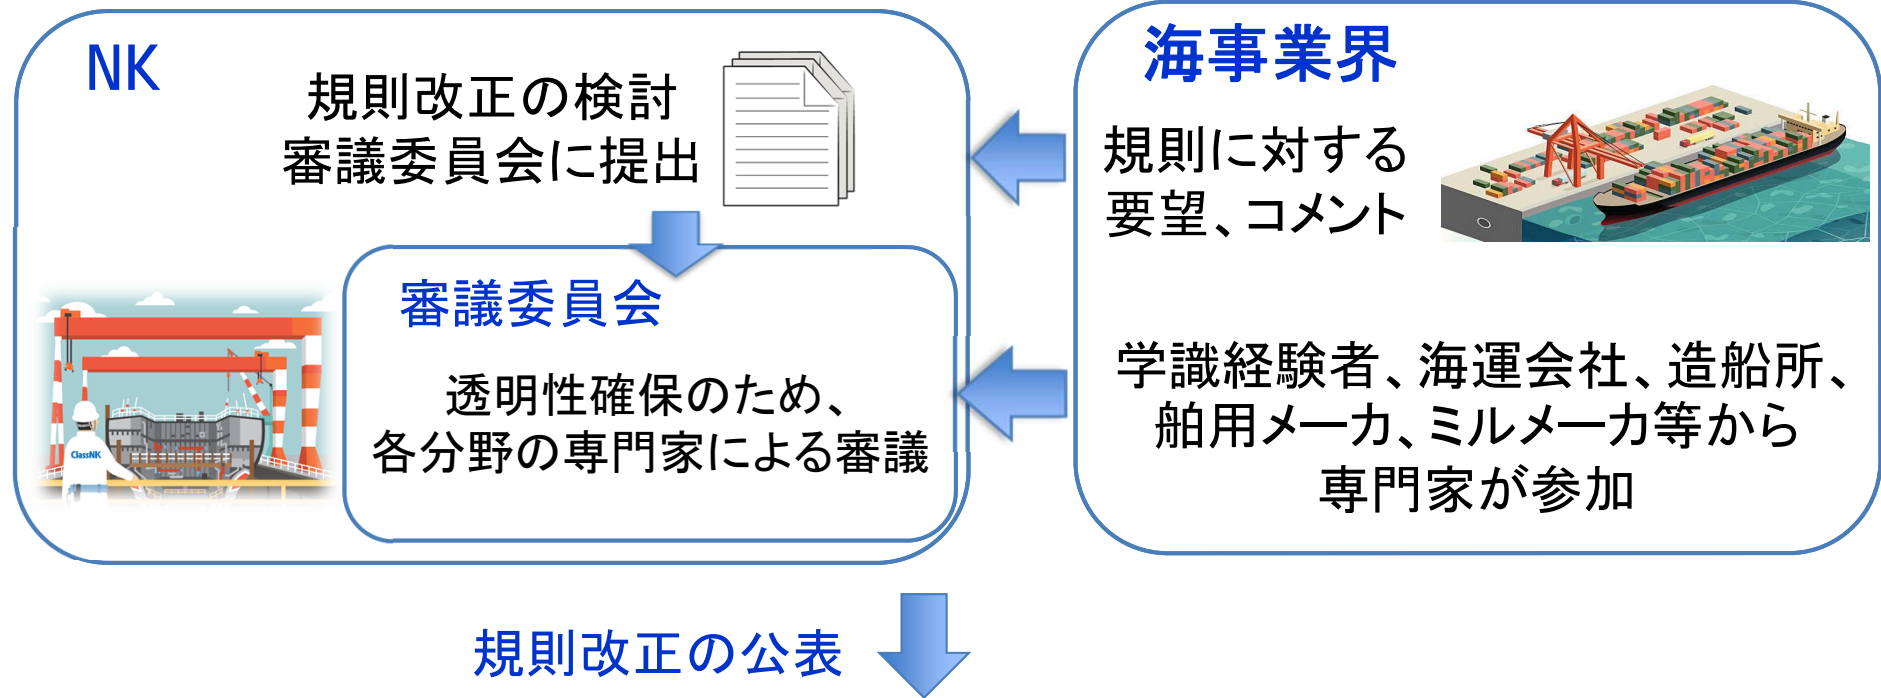 NK
規則改正の検討
審議委員会に提出
審議委員会
透明性確保のため、
各分野の専門家による審議
ClassNK
海事業界
規則に対する
要望、コメント
学識経験者、海運会社、造船所、
舶用メーカ、ミルメーカ等から
専門家が参加
規則改正の公表